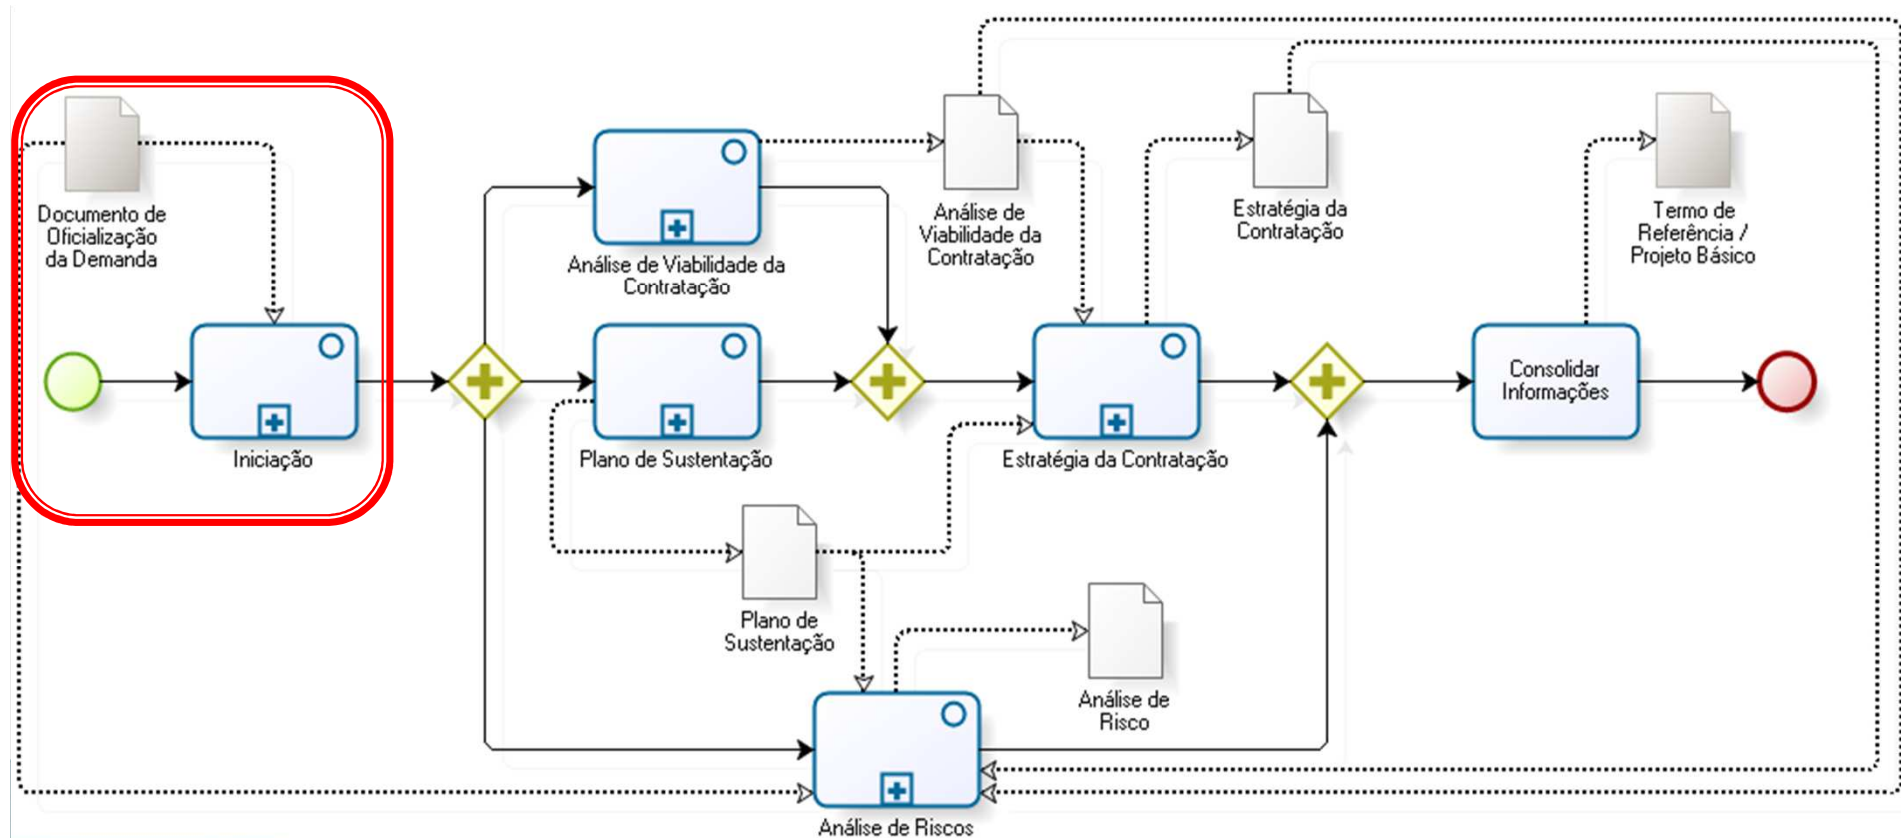 Documento de
Oficialização
da Demanda
Iniciação
Análise de Viabilidade da
Contratação
Plano de Sustentação
Análise de
Viabilidade da
Contratação
Estratégia da Contratação
Estratégia da
Contratação
Termo de
Referência /
Projeto Básico
Consolidar
Informações
Plano de
Sustentação
Análise de
Risco
Análise de Riscos